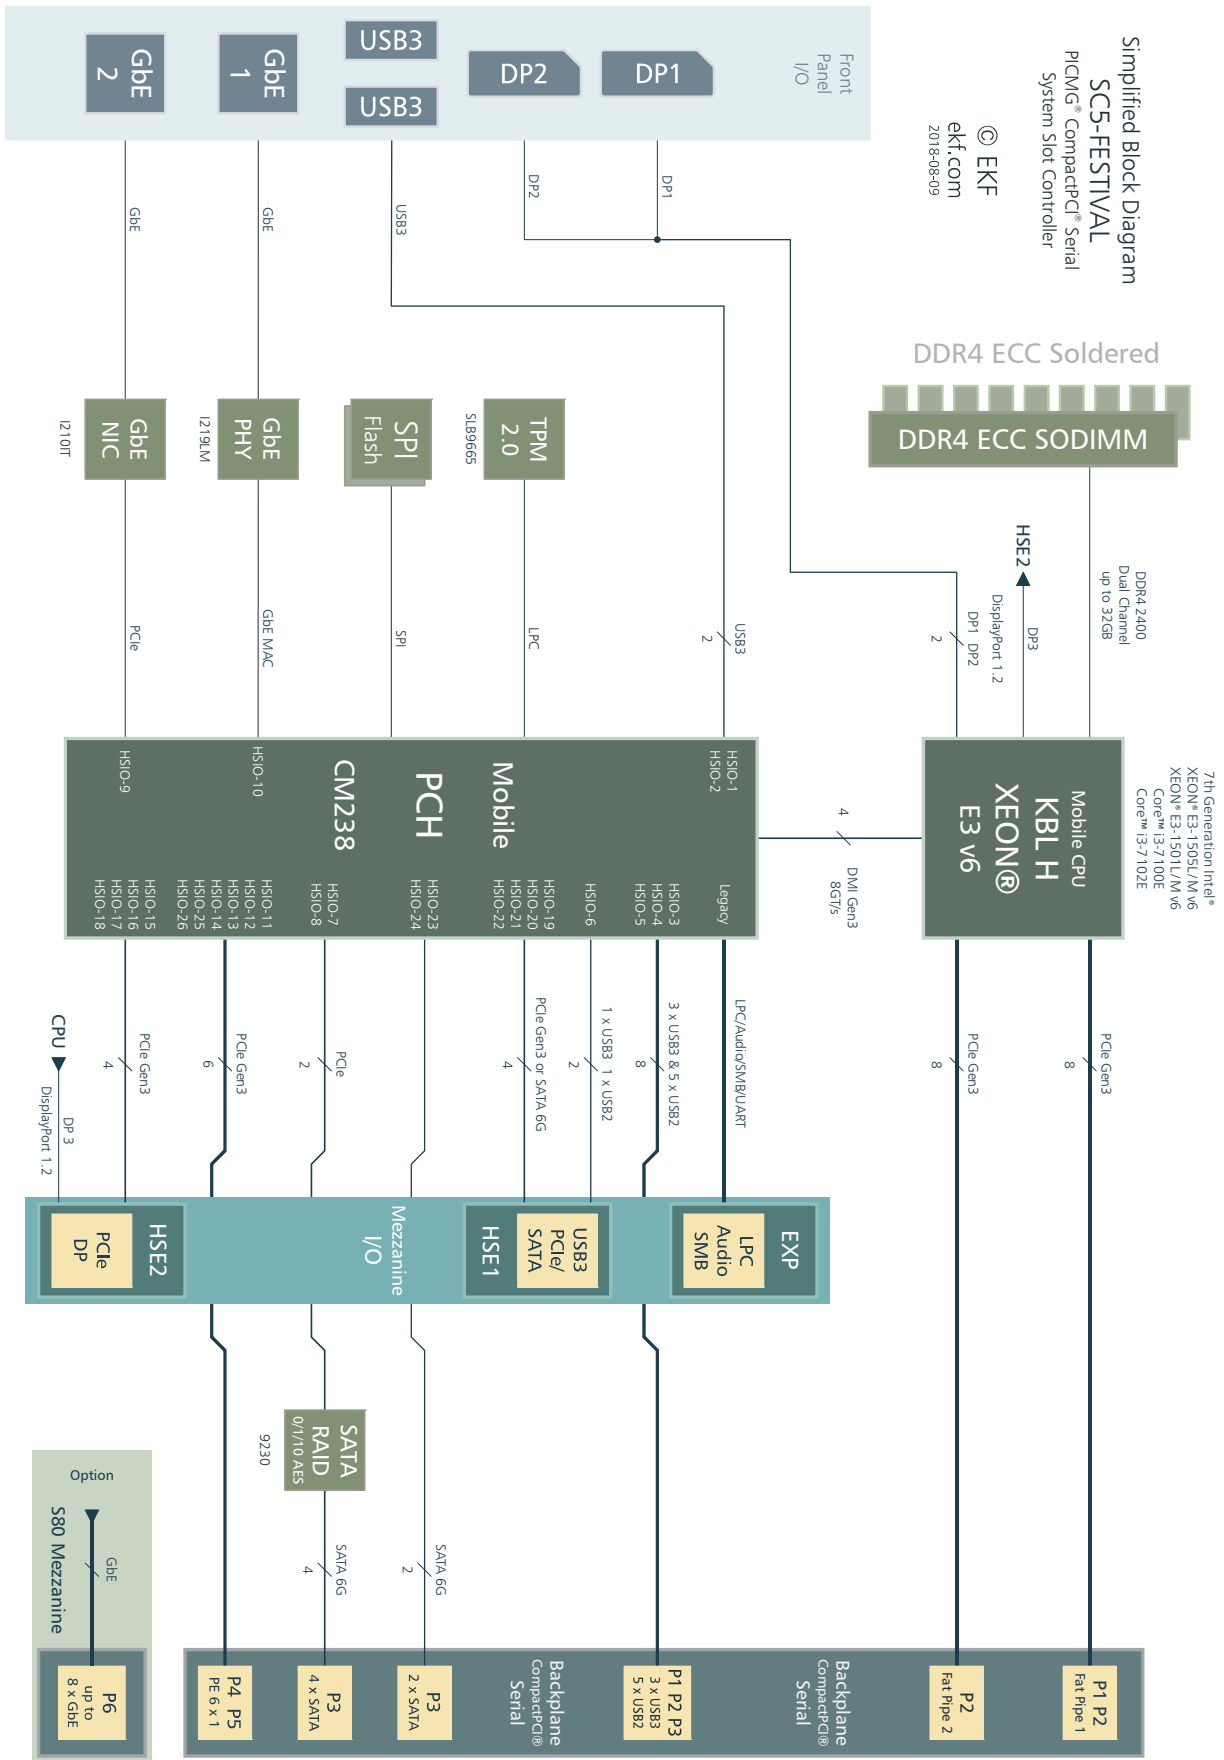 Simplified Block Diagram
SC5-FESTIVAL
PICMG® CompactPCI® Serial
System Slot Controller
© EKF
ekf.com
2018-08-09
Front
Panel
I/O
GbE
2
GbE
1
USB3
USB3
DP2
DP1
GbE
GbE
USB3
DP2
DP1
DDR4 ECC Soldered
DDR4 ECC SODIMM
GbE
NIC
I210IT
GbE
PHY
I219LM
SPI
Flash
TPM
2.0
SLB9665
PCIe
GbE MAC
SPI
LPC
USB3
2
DP1 DP2
2
HSE2
DP3
DisplayPort 1.2
DDR4 2400
Dual Channel
up to 32GB
7th Generation Intel®
XEON® E3-1505L/M v6
XEON® E3-1501L/M v6
Core™ i3-7100E
Core™ i3-7102E
Mobile CPU
KBL H
XEON®
E3 v6
4
DMI Gen3
8GT/s
Mobile
PCH
CM238
HSIO-9
HSIO-10
HSIO-1
HSIO-2
Legacy
HSIO-3
HSIO-4
HSIO-5
HSIO-6
HSIO-19
HSIO-20
HSIO-21
HSIO-22
HSIO-23
HSIO-24
HSIO-7
HSIO-8
HSIO-11
HSIO-12
HSIO-13
HSIO-14
HSIO-25
HSIO-26
HSIO-15
HSIO-16
HSIO-17
HSIO-18
PCIe Gen3
8
PCIe Gen3
8
LPC/Audio/SMB/UART
3 x USB3 & 5 x USB2
8
1 x USB3 1 x USB2
2
PCIe Gen3 or SATA 6G
4
PCIe
2
PCIe Gen3
6
PCIe Gen3
4
CPU
DP 3
DisplayPort 1.2
EXP
LPC
Audio
SMB
HSE1
USB3
PCIe/
SATA
Mezzanine
I/O
HSE2
PCIe
DP
SATA
RAID
0/1/10 AES
9230
SATA 6G
2
SATA 6G
4
Option
S80 Mezzanine
GbE
P6
up to
8 x GbE
P4 P5
PE 6 x 1
P3
4 x SATA
P3
2 x SATA
Backplane
CompactPCI®
Serial
P1 P2 P3
3 x USB3
5 x USB2
Backplane
CompactPCI®
Serial
P2
Fat Pipe 2
P1 P2
Fat Pipe 1